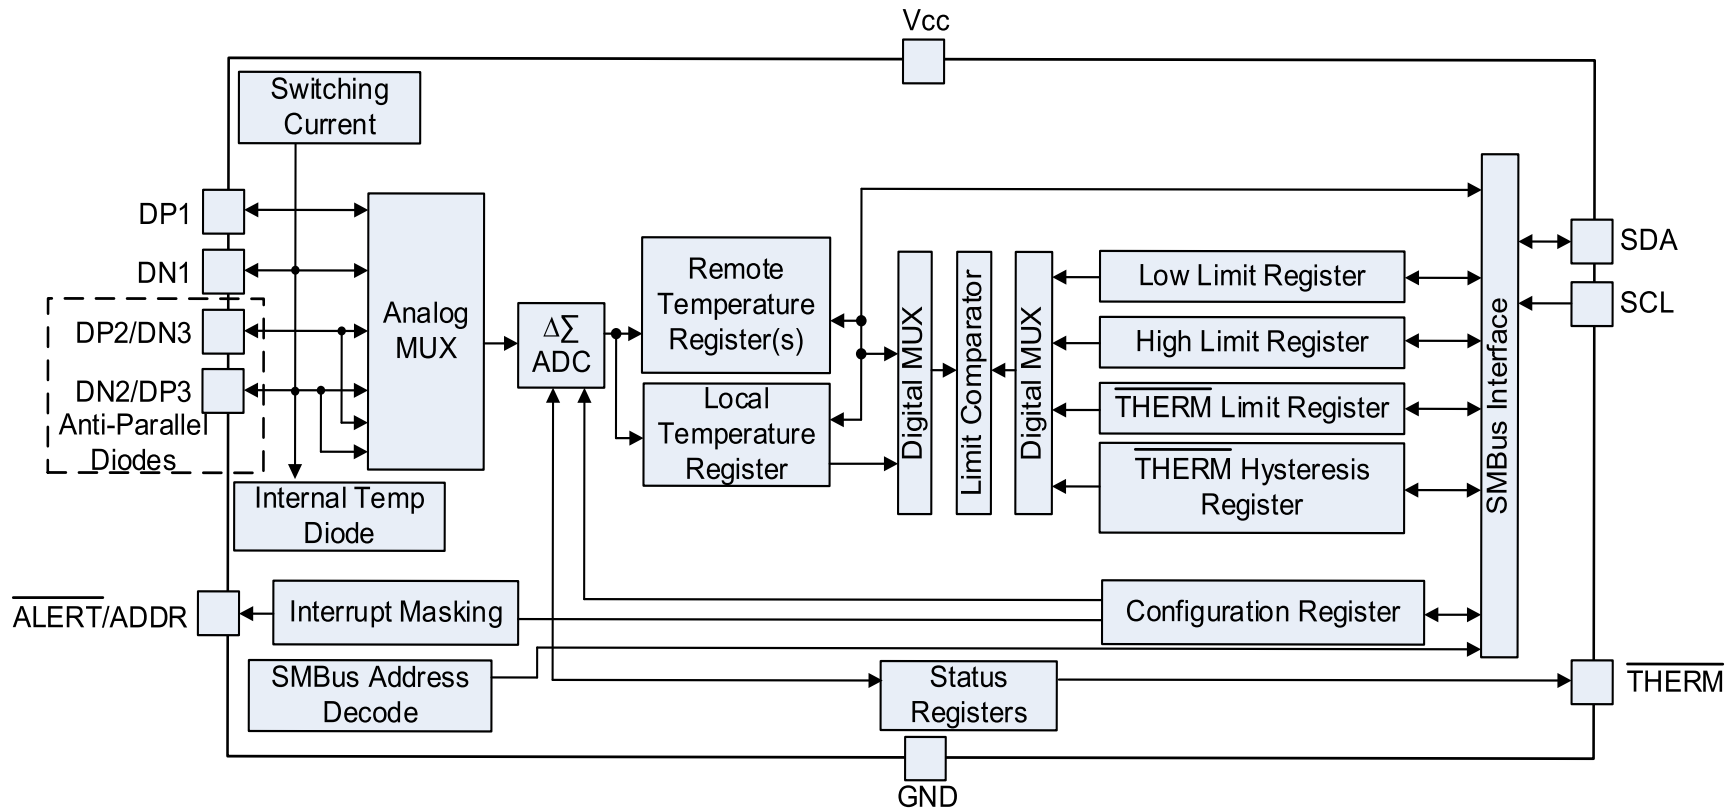 Vcc
Switching
Current
DP1
DN1
DP2/DN3
DN2/DP3
Anti-Parallel
Diodes
Analog
MUX
ΔΣ
ADC
Remote
Temperature
Register(s)
Local
Temperature
Register
Digital MUX
Limit Comparator
Digital MUX
Low Limit Register
High Limit Register
THERM Limit Register
THERM Hysteresis
Register
SMBus Interface
SDA
SCL
Internal Temp
Diode
ALERT/ADDR
Interrupt Masking
Configuration Register
SMBus Address
Decode
Status
Registers
THERM
GND